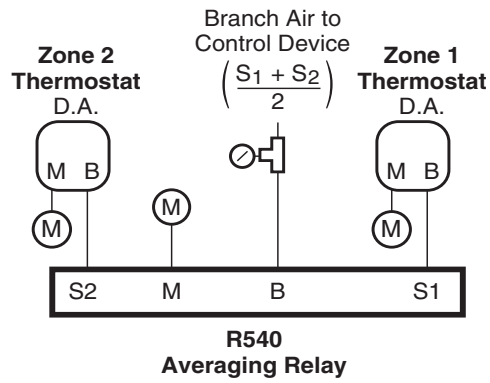 Branch Air to
Control Device
(S1 + S2 / 2)
Zone 2
Thermostat
D.A.
M B
M
Zone 1
Thermostat
D.A.
M B
M
M
S2 M B S1
R540
Averaging Relay